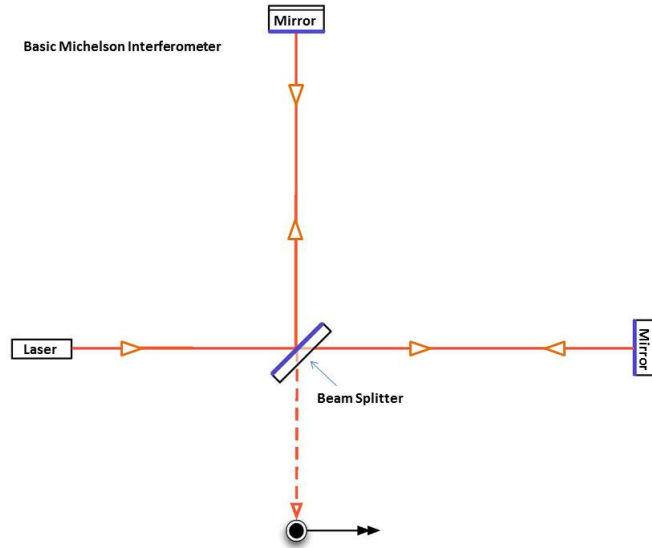 Mirror
Basic Michelson Interferometer
Laser
Mirror
Beam Splitter